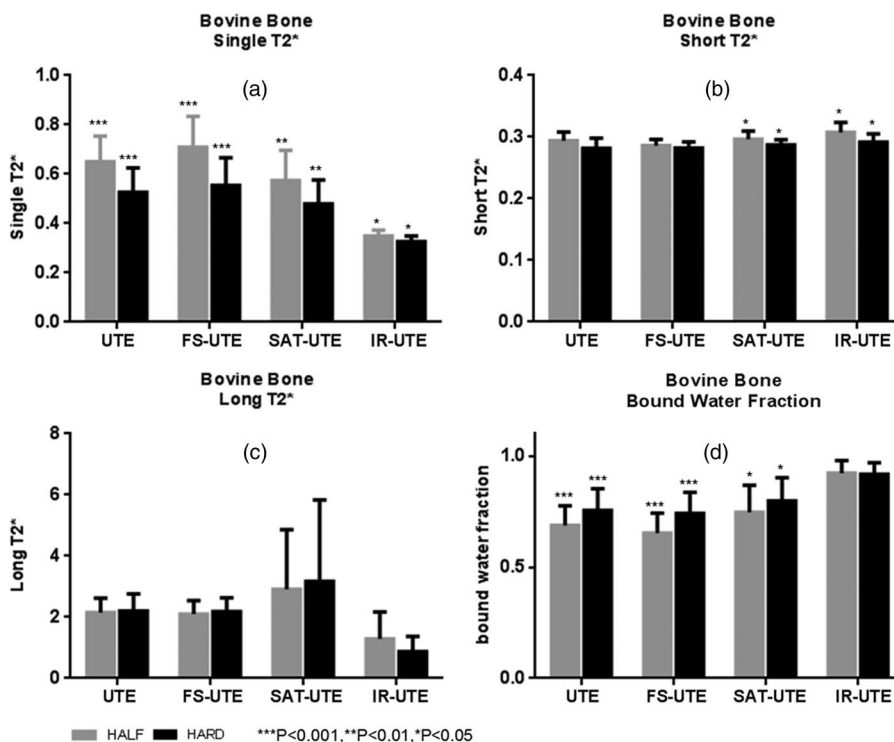 Bovine Bone
Single T2*
(a)
Single T2*
1.0
0.8
0.6
0.4
0.2
0.0
*** *** *** *** ** ** * *
UTE FS-UTE SAT-UTE IR-UTE
Bovine Bone
Short T2*
(b)
Short T2*
0.4
0.3
0.2
0.1
0.0
* * * *
UTE FS-UTE SAT-UTE IR-UTE
Bovine Bone
Long T2*
(c)
Long T2*
8
6
4
2
0
UTE FS-UTE SAT-UTE IR-UTE
Bovine Bone
Bound Water Fraction
(d)
bound water fraction
1.0
0.5
0.0
*** *** *** *** * *
UTE FS-UTE SAT-UTE IR-UTE
HALF HARD ***P<0.001,**P<0.01,*P<0.05